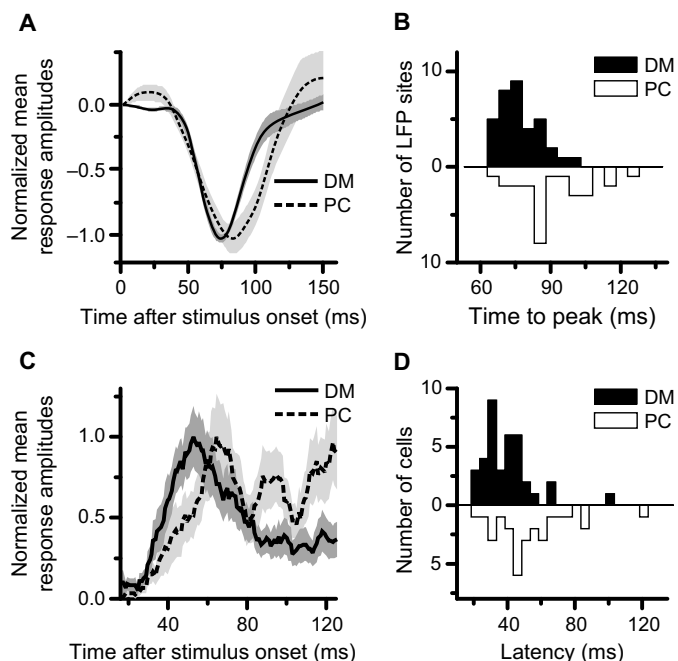 A
Normalized mean
response amplitudes
0.0
−0.5
−1.0
DM
PC
0 50 100 150
Time after stimulus onset (ms)
B
Number of LFP sites
10
0
10
DM
PC
60 90 120
Time to peak (ms)
C
Normalized mean
response amplitudes
1.0
0.5
0.0
DM
PC
40 80 120
Time after stimulus onset (ms)
D
Number of cells
10
5
0
5
DM
PC
40 80 120
Latency (ms)